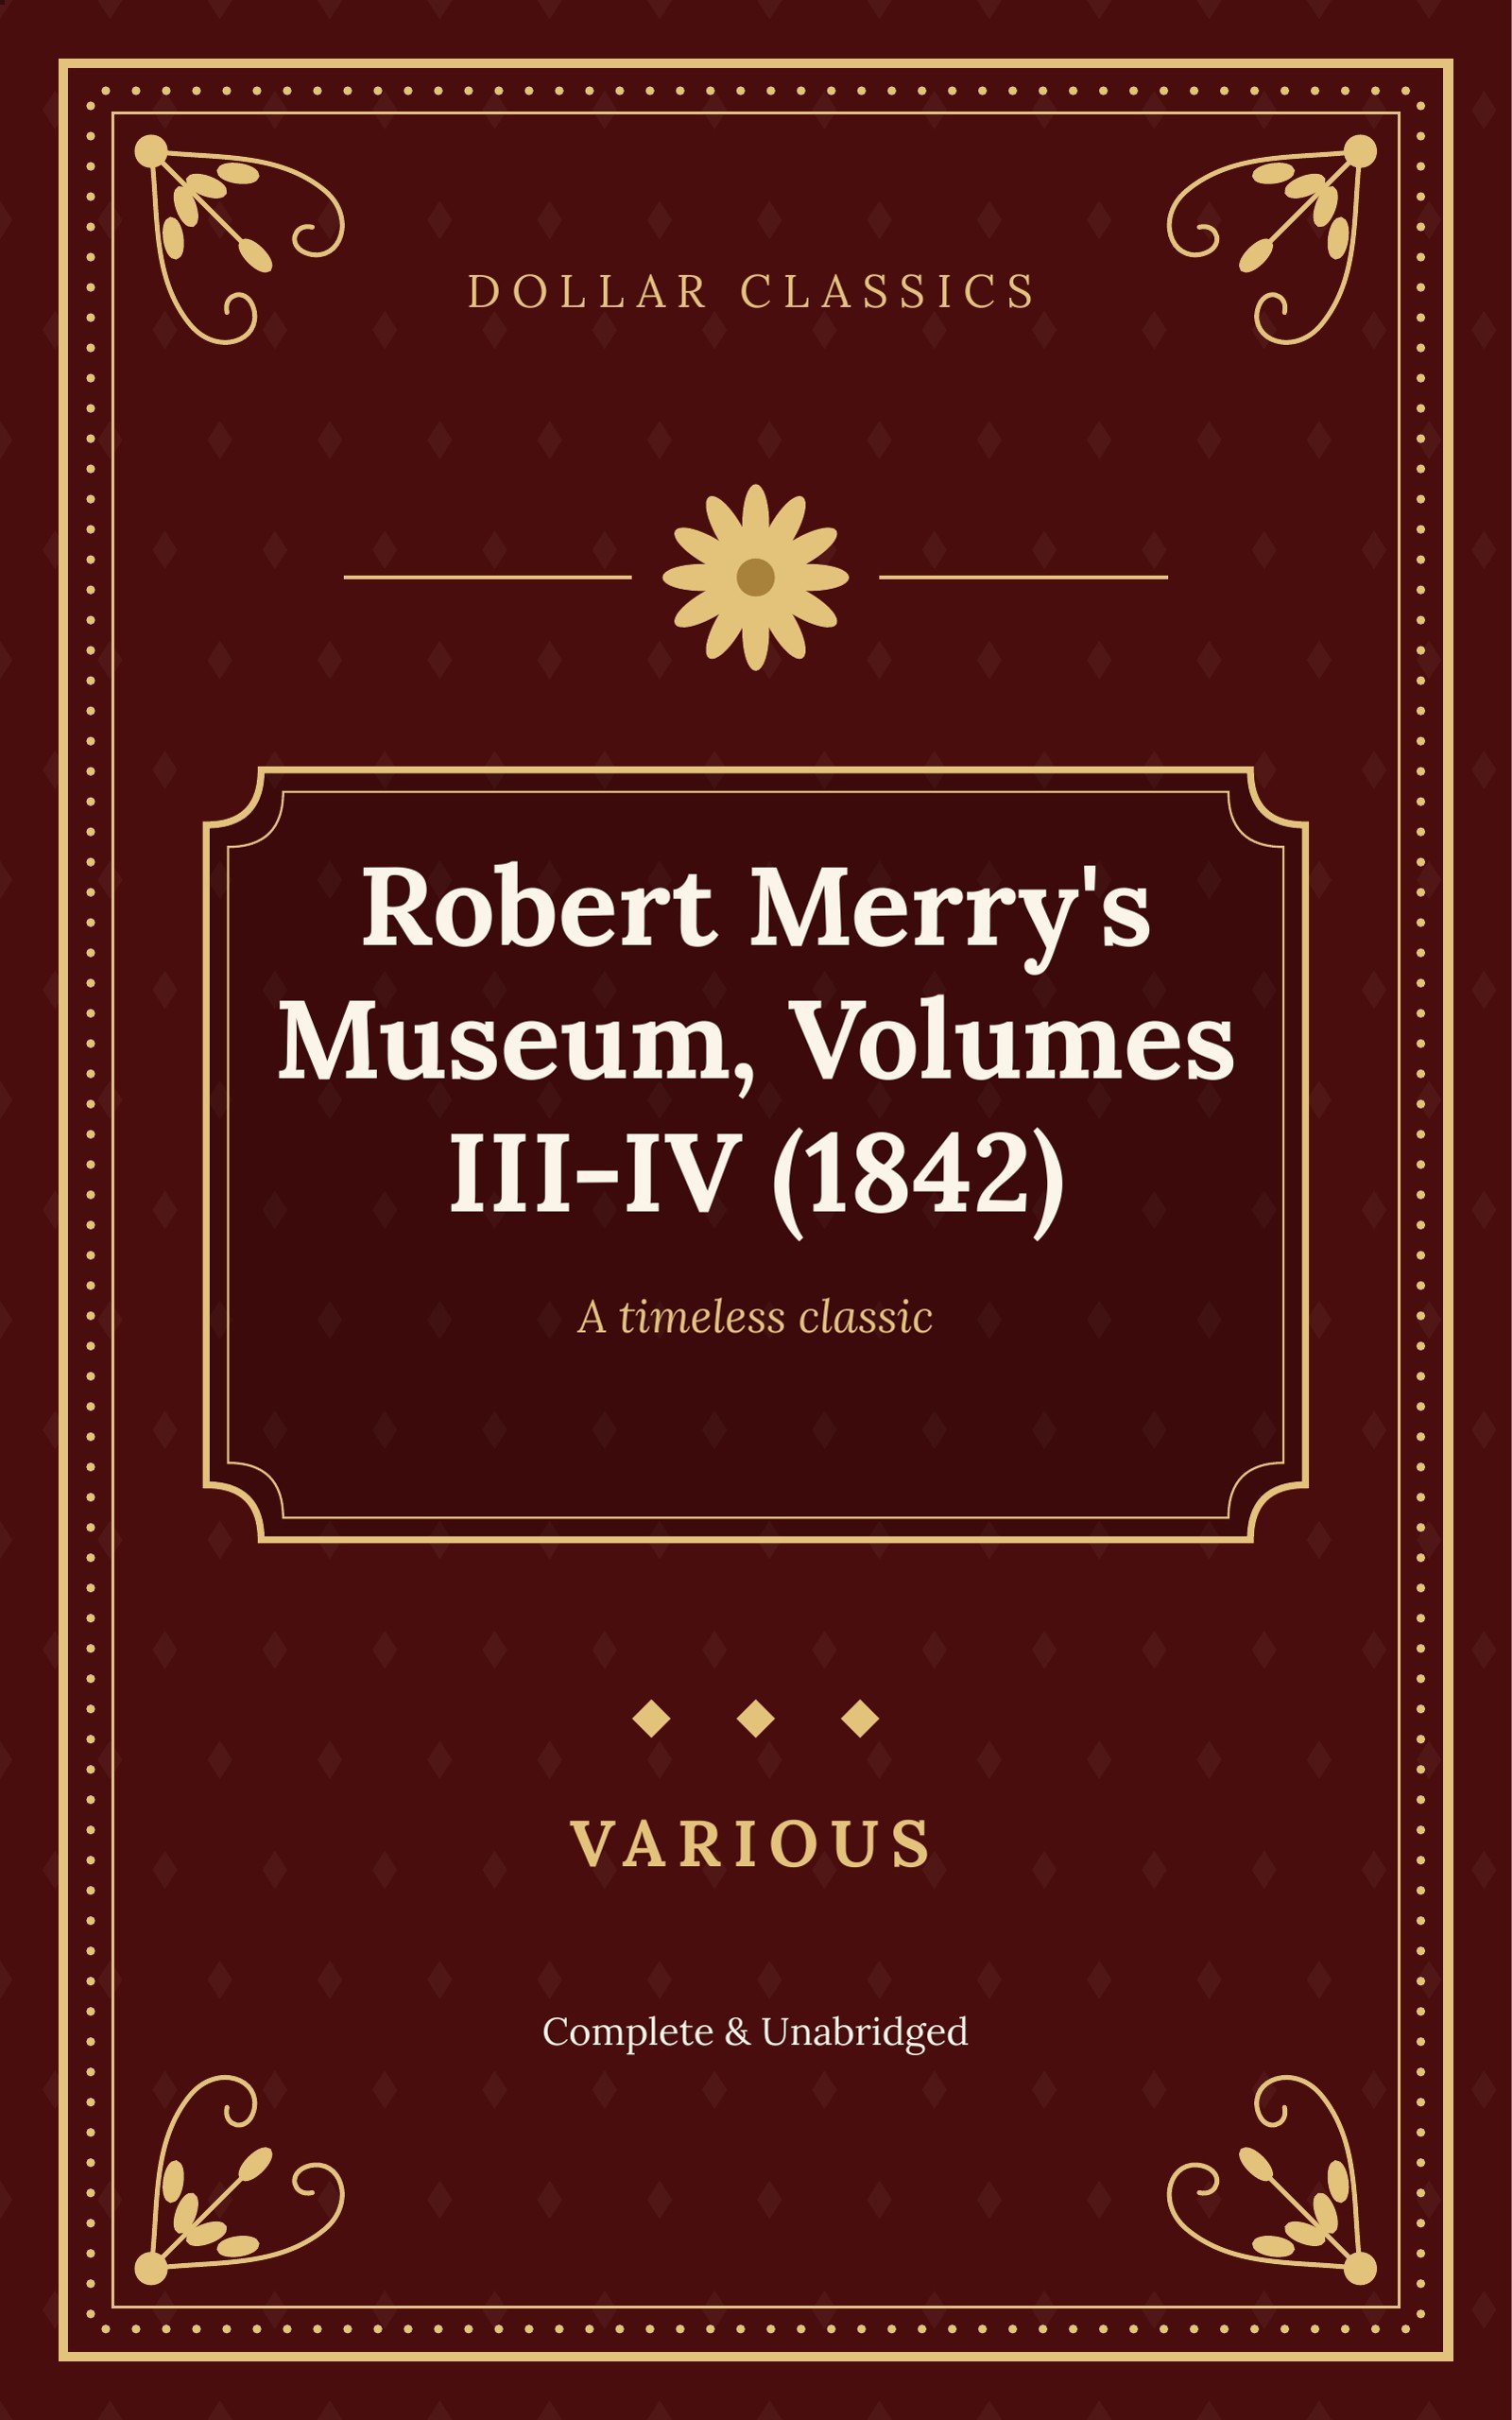 DOLLAR CLASSICS
Robert Merry's
Museum, Volumes
III-IV (1842)
A timeless classic
VARIOUS
Complete & Unabridged